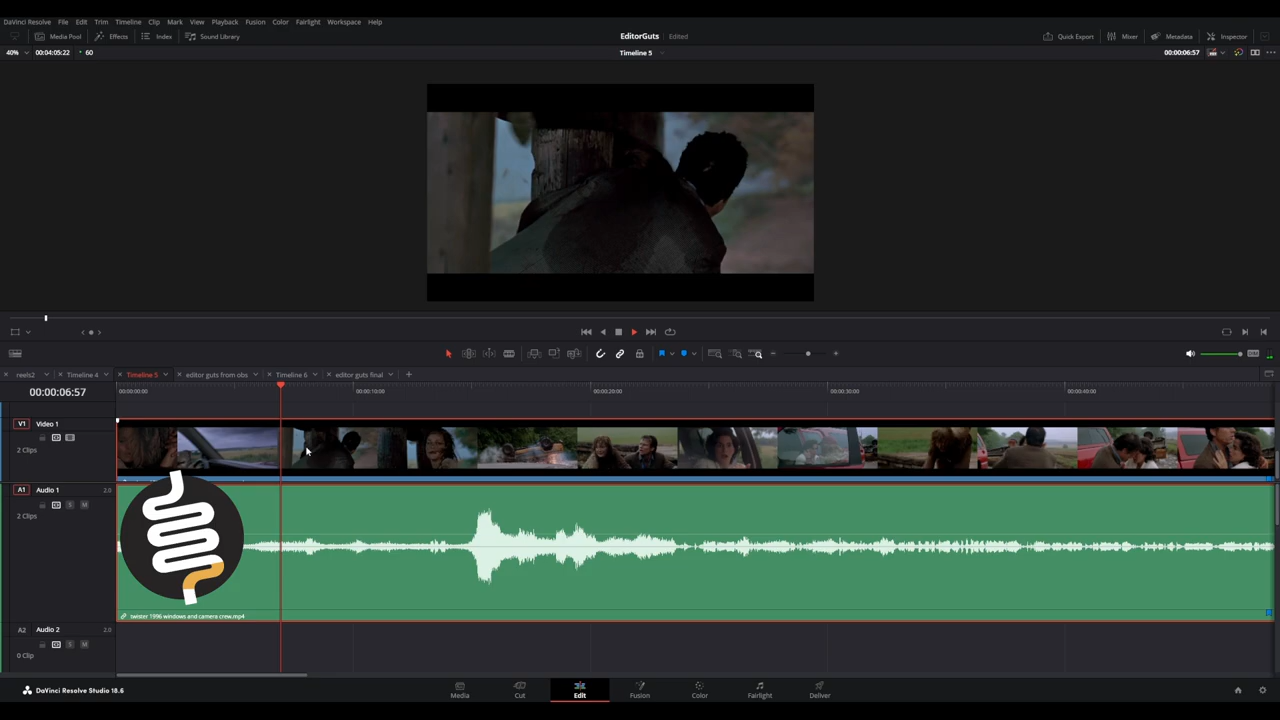 DaVinci Resolve File Edit Trim Timeline Clip Mark View Playback Fusion Color Fairlight Workspace Help
Media Pool Effects Index Sound Library EditorGuts Edited Quick Export Mixer Metadata Inspector
40% 00:04:05:22 60 Timeline 5 00:00:06:57
reels2 Timeline 4 Timeline 5 editor guts from obs Timeline 6 editor guts final
00:00:06:57 00:00:00:00 00:00:10:00 00:00:20:00 00:00:30:00 00:00:40:00
V1 Video 1
2 Clips
A1 Audio 1 2.0
S M
2 Clips
twister 1996 windows and camera crew.mp4
A2 Audio 2 2.0
S M
0 Clip
DaVinci Resolve Studio 18.6 Media Cut Edit Fusion Color Fairlight Deliver